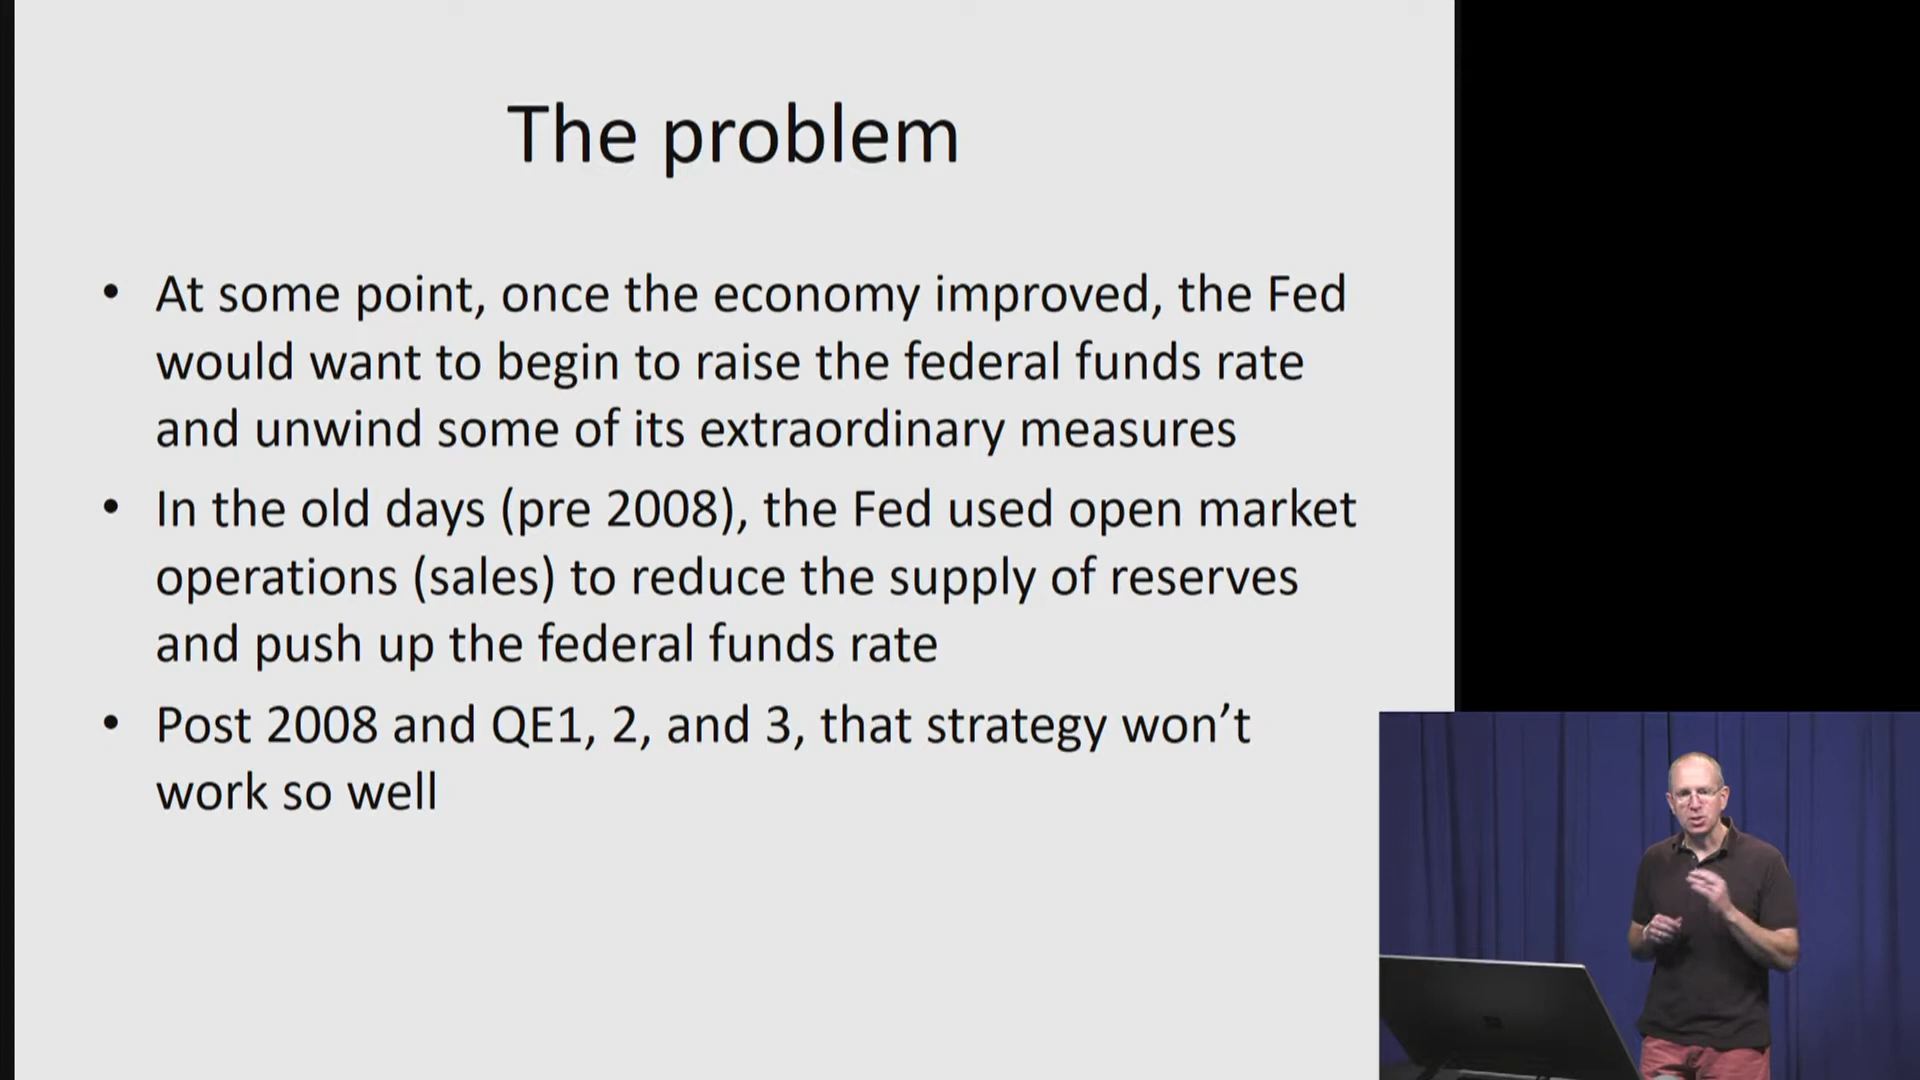 The problem
• At some point, once the economy improved, the Fed
would want to begin to raise the federal funds rate
and unwind some of its extraordinary measures
• In the old days (pre 2008), the Fed used open market
operations (sales) to reduce the supply of reserves
and push up the federal funds rate
• Post 2008 and QE1, 2, and 3, that strategy won’t
work so well